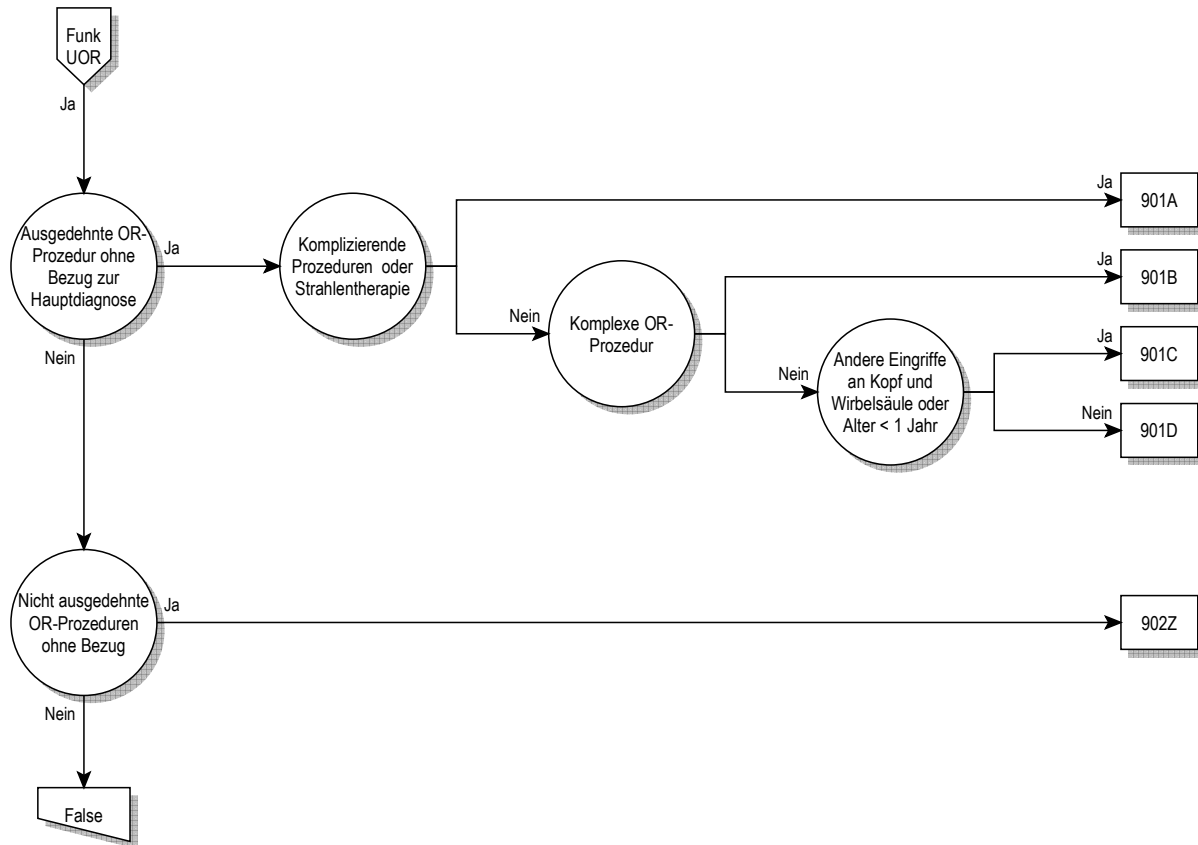 Funk
UOR
Ja
Ausgedehnte OR-
Prozedur ohne
Bezug zur
Hauptdiagnose
Ja
Komplizierende
Prozeduren oder
Strahlentherapie
Ja
901A
Nein
Komplexe OR-
Prozedur
Ja
901B
Nein
Andere Eingriffe
an Kopf und
Wirbelsäule oder
Alter < 1 Jahr
Ja
901C
Nein
901D
Nein
Nicht ausgedehnte
OR-Prozeduren
ohne Bezug
Ja
902Z
Nein
False